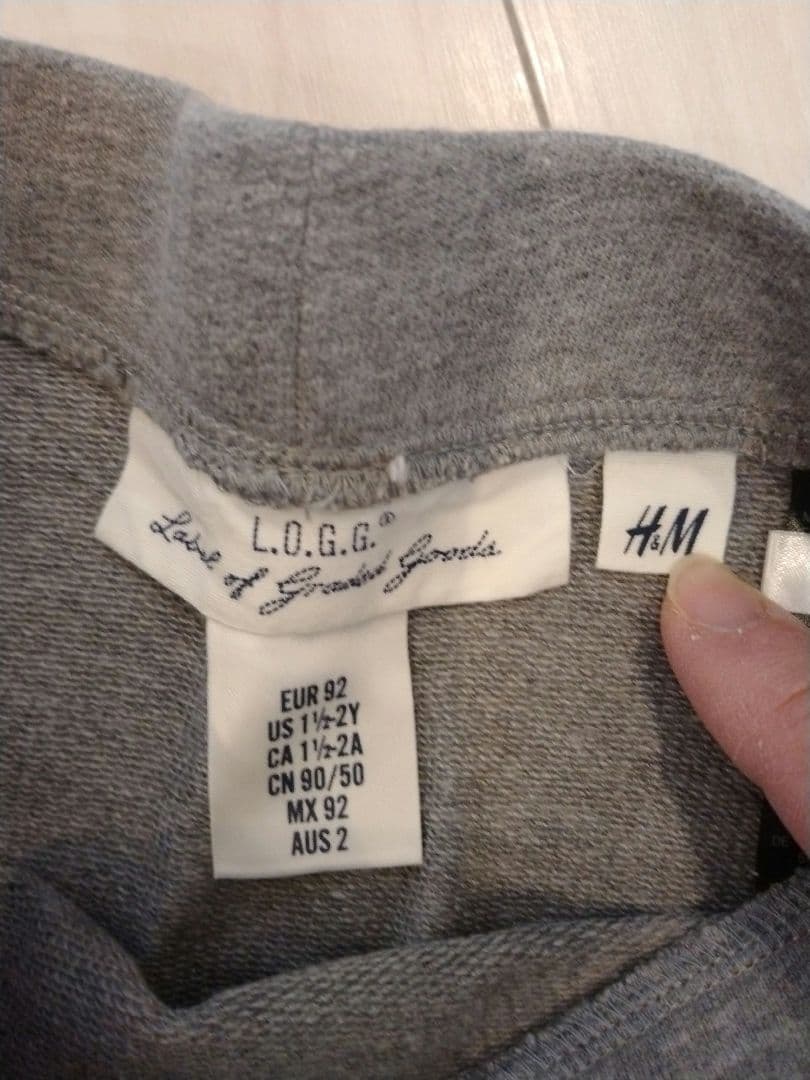 L.O.G.G.®
Label of Graded Goods
H&M
EUR 92
US 1½-2Y
CA 1½-2A
CN 90/50
MX 92
AUS 2